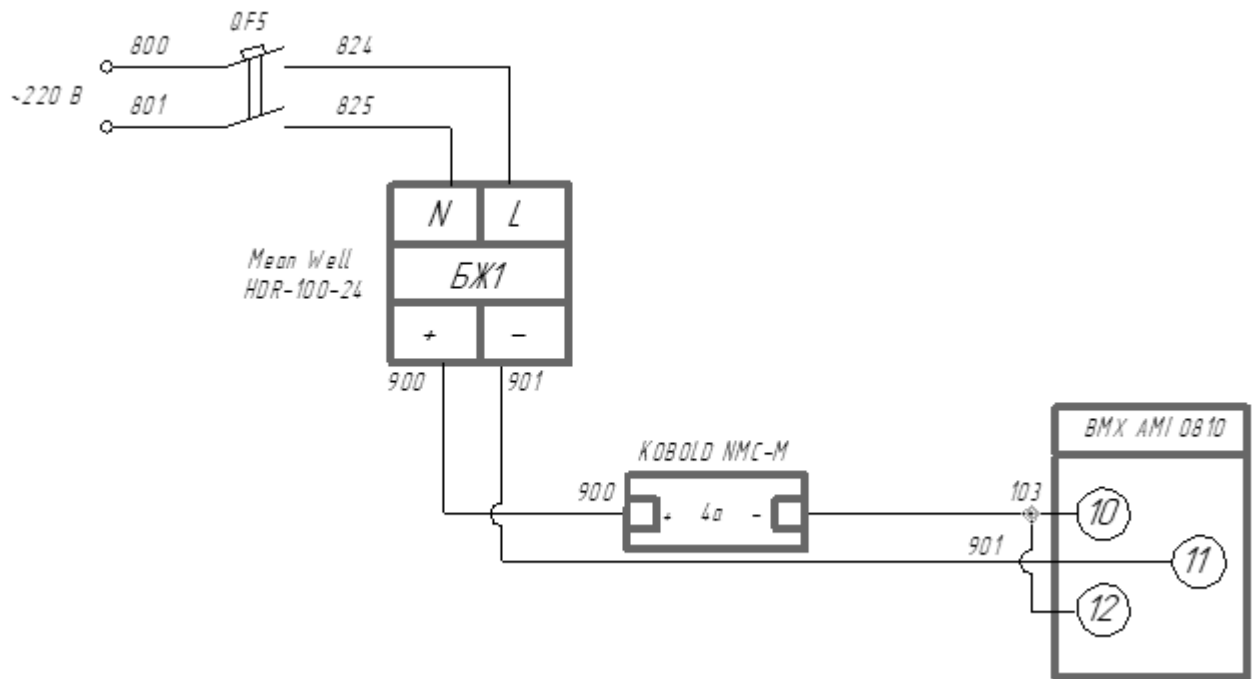 QF5
800
824
~220 В
801
825
N
L
Mean Well
HDR-100-24
БЖ1
+
-
900
901
BMX AMI 0810
KOBOLD NMC-M
900
+ 4а -
103
10
901
11
12